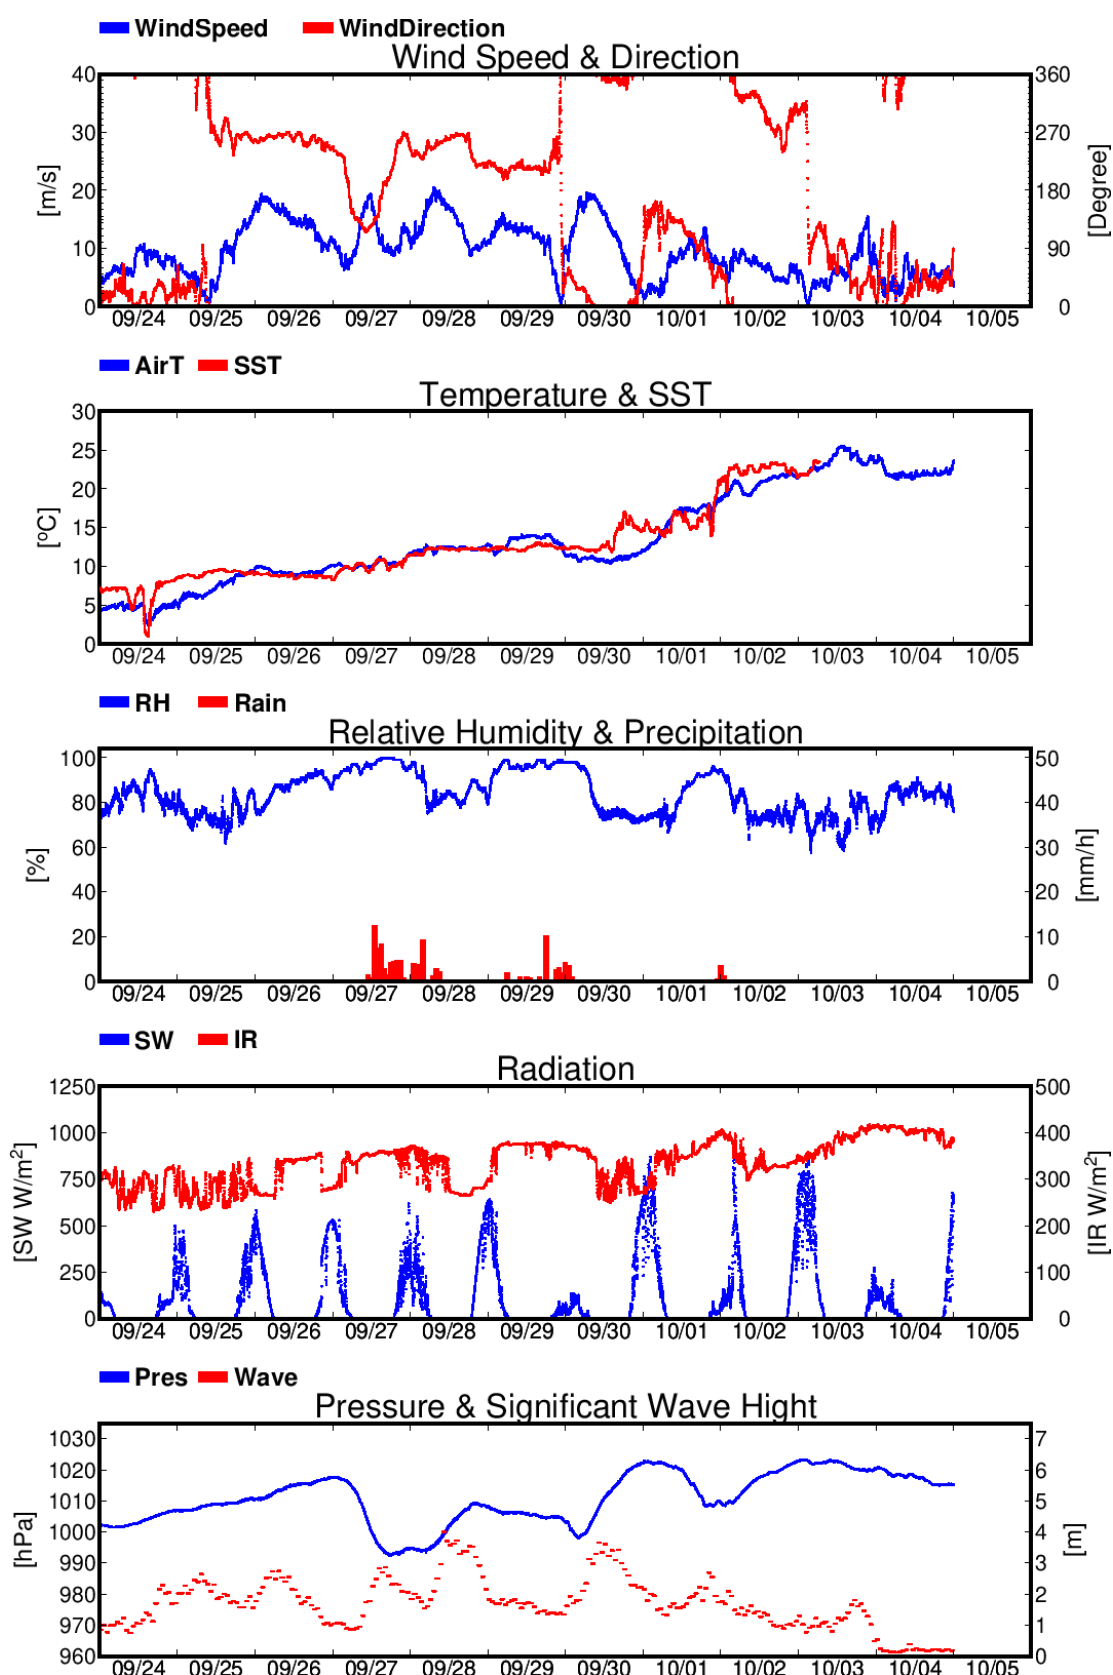 WindSpeed WindDirection
Wind Speed & Direction
40 360
30 270
20 180
10 90
0 0
[m/s] [Degree]
09/24 09/25 09/26 09/27 09/28 09/29 09/30 10/01 10/02 10/03 10/04 10/05
AirT SST
Temperature & SST
30
25
20
15
10
5
0
[ºC]
09/24 09/25 09/26 09/27 09/28 09/29 09/30 10/01 10/02 10/03 10/04 10/05
RH Rain
Relative Humidity & Precipitation
100 50
80 40
60 30
40 20
20 10
0 0
[%] [mm/h]
09/24 09/25 09/26 09/27 09/28 09/29 09/30 10/01 10/02 10/03 10/04 10/05
SW IR
Radiation
1250 500
1000 400
750 300
500 200
250 100
0 0
[SW W/m²] [IR W/m²]
09/24 09/25 09/26 09/27 09/28 09/29 09/30 10/01 10/02 10/03 10/04 10/05
Pres Wave
Pressure & Significant Wave Hight
1030 7
1020 6
1010 5
1000 4
990 3
980 2
970 1
960 0
[hPa] [m]
09/24 09/25 09/26 09/27 09/28 09/29 09/30 10/01 10/02 10/03 10/04 10/05